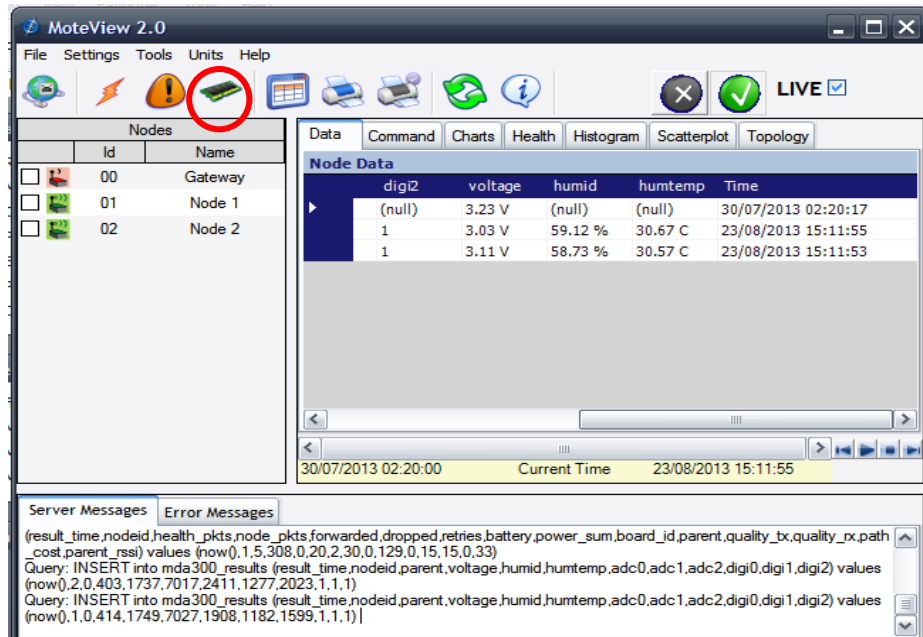 MoteView 2.0
File Settings Tools Units Help
LIVE
Nodes
Id Name
00 Gateway
01 Node 1
02 Node 2
Data Command Charts Health Histogram Scatterplot Topology
Node Data
digi2 voltage humid humtemp Time
(null) 3.23 V (null) (null) 30/07/2013 02:20:17
1 3.03 V 59.12 % 30.67 C 23/08/2013 15:11:55
1 3.11 V 58.73 % 30.57 C 23/08/2013 15:11:53
30/07/2013 02:20:00 Current Time 23/08/2013 15:11:55
Server Messages Error Messages
(result_time,nodeid,health_pkts,node_pkts,forwarded,dropped,retries,battery,power_sum,board_id,parent,quality_tx,quality_rx,path
_cost,parent_rssi) values (now(),1,5,308,0,20,2,30,0,129,0,15,15,0,33)
Query: INSERT into mda300_results (result_time,nodeid,parent,voltage,humid,humtemp,adc0,adc1,adc2,digi0,digi1,digi2) values
(now(),2,0,403,1737,7017,2411,1277,2023,1,1,1)
Query: INSERT into mda300_results (result_time,nodeid,parent,voltage,humid,humtemp,adc0,adc1,adc2,digi0,digi1,digi2) values
(now(),1,0,414,1749,7027,1908,1182,1599,1,1,1)